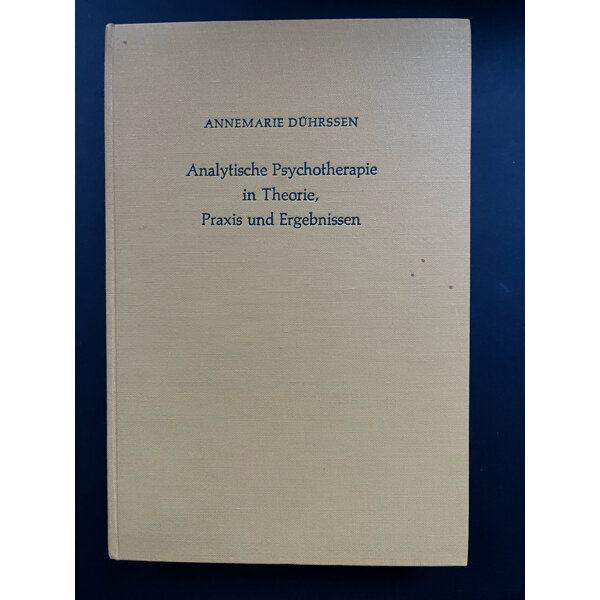 ANNEMARIE DÜHRSSEN
Analytische Psychotherapie
in Theorie,
Praxis und Ergebnissen